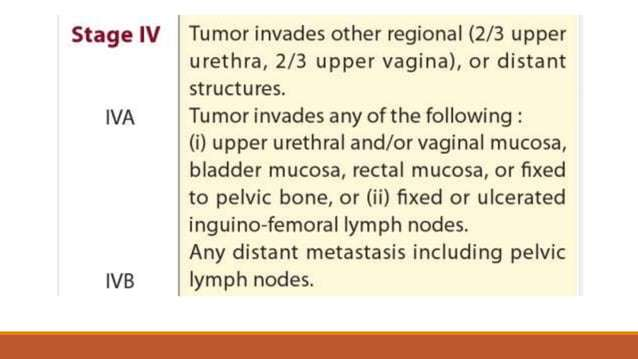 Stage IV Tumor invades other regional (2/3 upper
urethra, 2/3 upper vagina), or distant
structures.
IVA Tumor invades any of the following :
(i) upper urethral and/or vaginal mucosa,
bladder mucosa, rectal mucosa, or fixed
to pelvic bone, or (ii) fixed or ulcerated
inguino-femoral lymph nodes.
Any distant metastasis including pelvic
IVB lymph nodes.